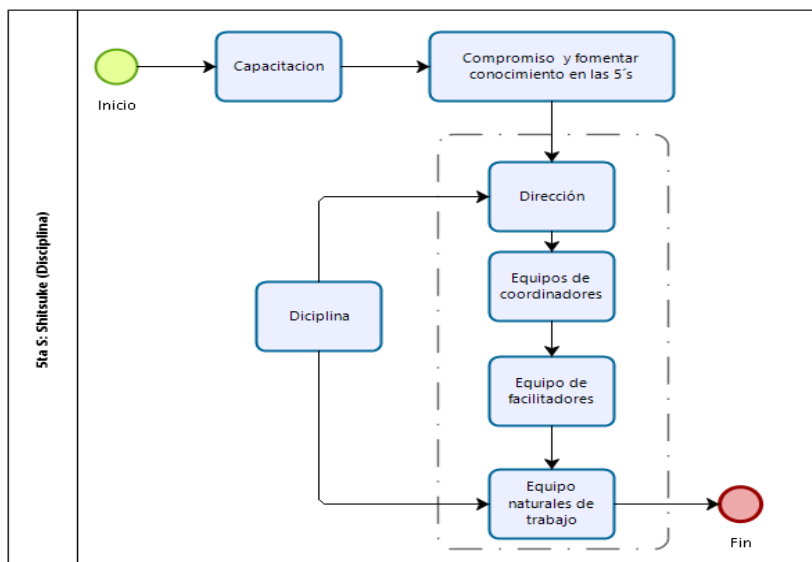 5ta S: Shitsuke (Disciplina)
Inicio
Capacitacion
Compromiso y fomentar
conocimiento en las 5´s
Dirección
Equipos de
coordinadores
Diciplina
Equipo de
facilitadores
Equipo
naturales de
trabajo
Fin